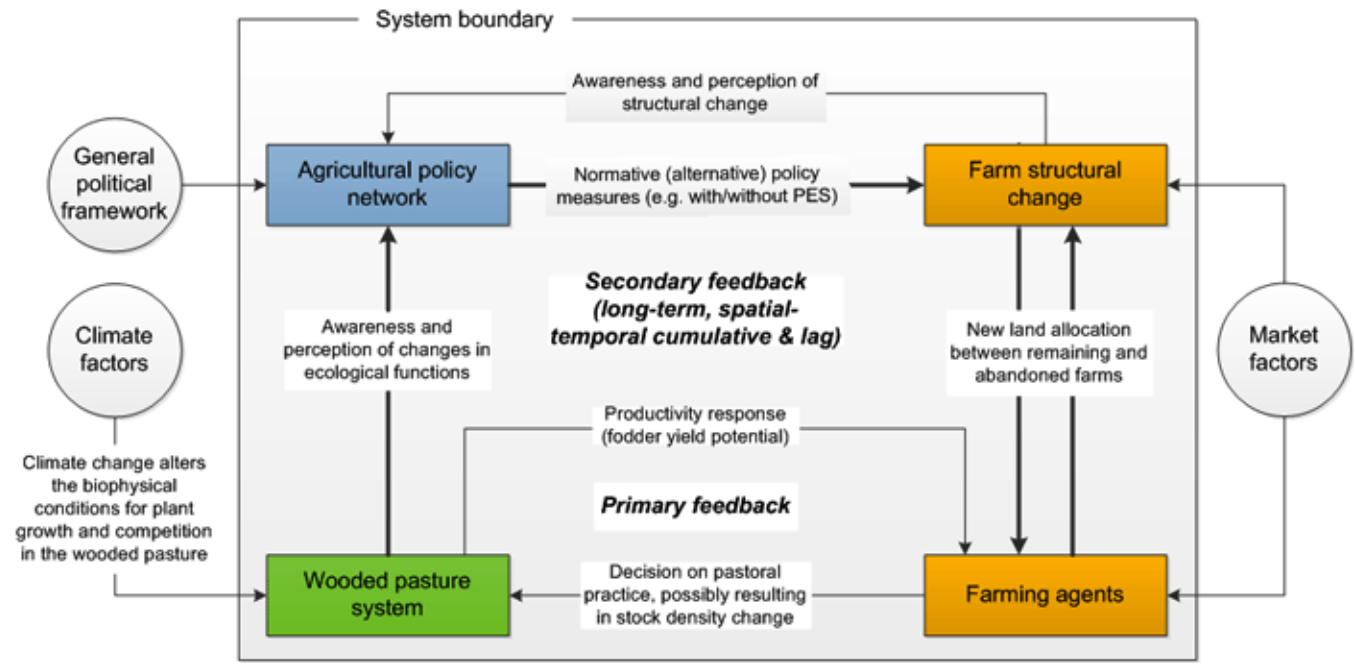 System boundary
Awareness and perception of
structural change
General
political
framework
Agricultural policy
network
Normative (alternative) policy
measures (e.g. with/without PES)
Farm structural
change
Secondary feedback
(long-term, spatial-
temporal cumulative & lag)
Climate
factors
Awareness and
perception of changes in
ecological functions
New land allocation
between remaining and
abandoned farms
Market
factors
Productivity response
(fodder yield potential)
Climate change alters
the biophysical
conditions for plant
growth and competition
in the wooded pasture
Primary feedback
Wooded pasture
system
Decision on pastoral
practice, possibly resulting
in stock density change
Farming agents